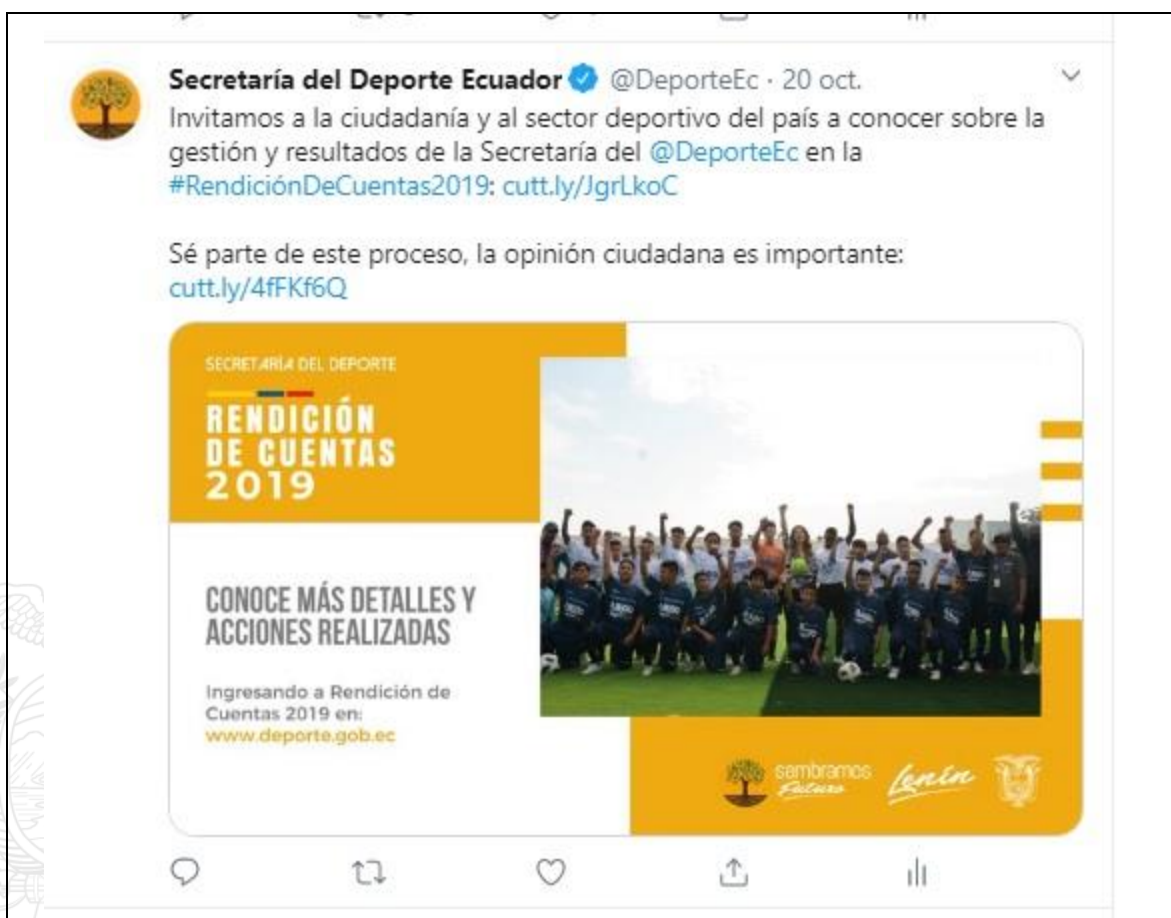 Secretaría del Deporte Ecuador @DeporteEc · 20 oct.
Invitamos a la ciudadanía y al sector deportivo del país a conocer sobre la
gestión y resultados de la Secretaría del @DeporteEc en la
#RendiciónDeCuentas2019: cutt.ly/JgrLkoC
Sé parte de este proceso, la opinión ciudadana es importante:
cutt.ly/4fFKf6Q
SECRETARÍA DEL DEPORTE
RENDICIÓN
DE CUENTAS
2019
CONOCE MÁS DETALLES Y
ACCIONES REALIZADAS
Ingresando a Rendición de
Cuentas 2019 en:
www.deporte.gob.ec
sembramos
Futuro
Lenín